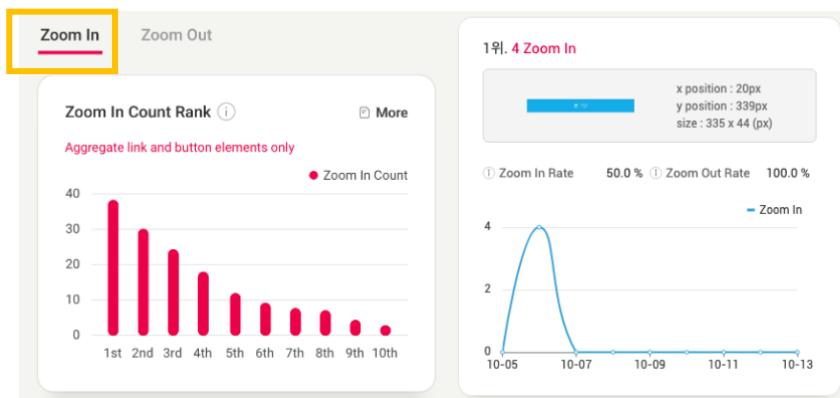 Zoom In
Zoom Out
Zoom In Count Rank
More
Aggregate link and button elements only
Zoom In Count
40
30
20
10
0
1st 2nd 3rd 4th 5th 6th 7th 8th 9th 10th
1위. 4 Zoom In
x position : 20px
y position : 339px
size : 335 x 44 (px)
Zoom In Rate 50.0 % Zoom Out Rate 100.0 %
Zoom In
4
2
0
10-05 10-07 10-09 10-11 10-13